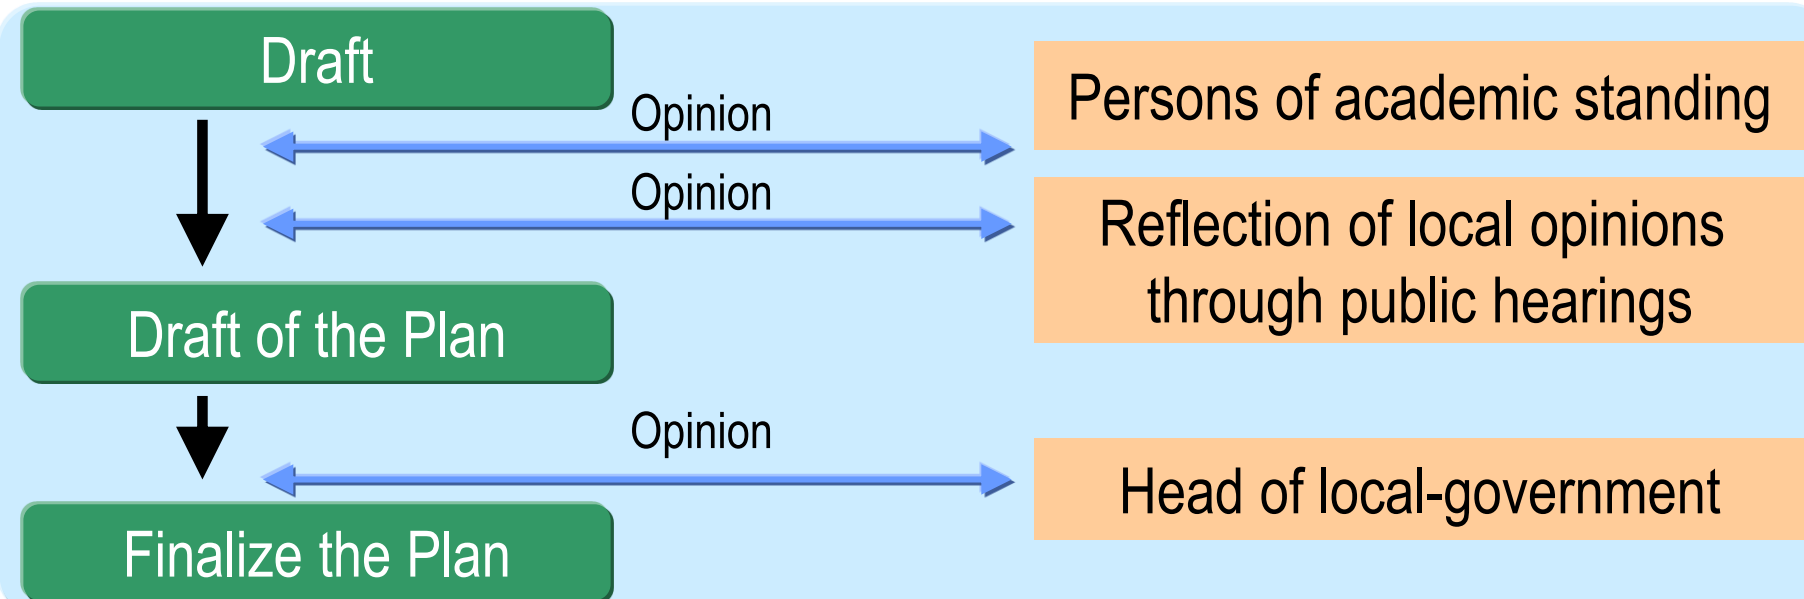 Draft
Opinion
Persons of academic standing
Opinion
Reflection of local opinions
through public hearings
Draft of the Plan
Opinion
Head of local-government
Finalize the Plan